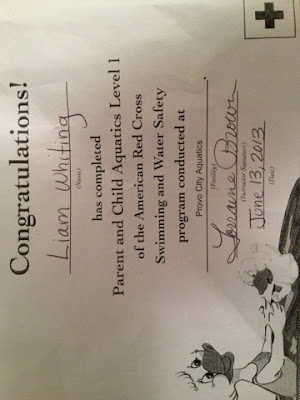 Congratulations!
Liam Whiting
(Name)
has completed
Parent and Child Aquatics Level 1
of the American Red Cross
Swimming and Water Safety
program conducted at
Provo City Aquatics
(Facility)
Lorraine Brown
(Instructor Signature)
June 13, 2013
(Date)